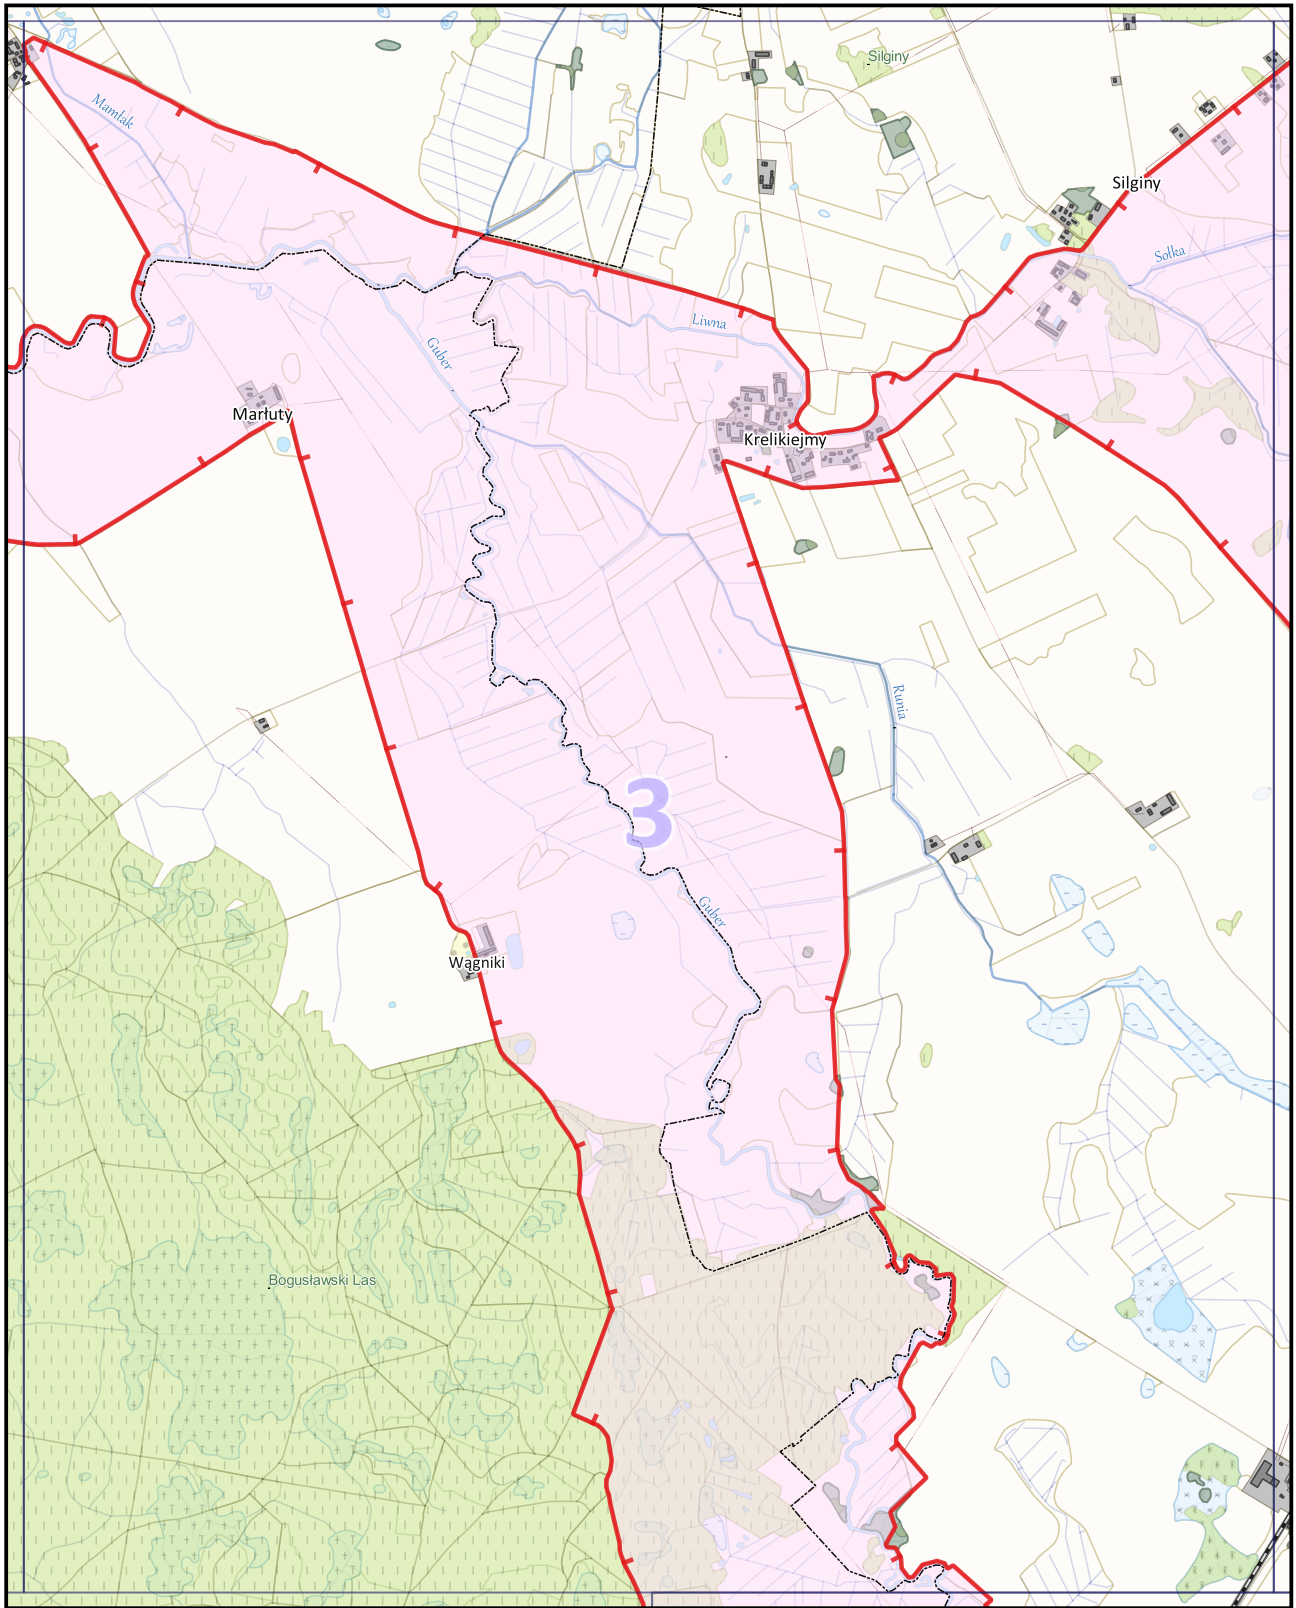 Silginy
Mamlak
Silginy
Sołka
Liwna
Guber
Marłuty
Krelikiejmy
Runia
3
Guber
Wągniki
Bogusławski Las